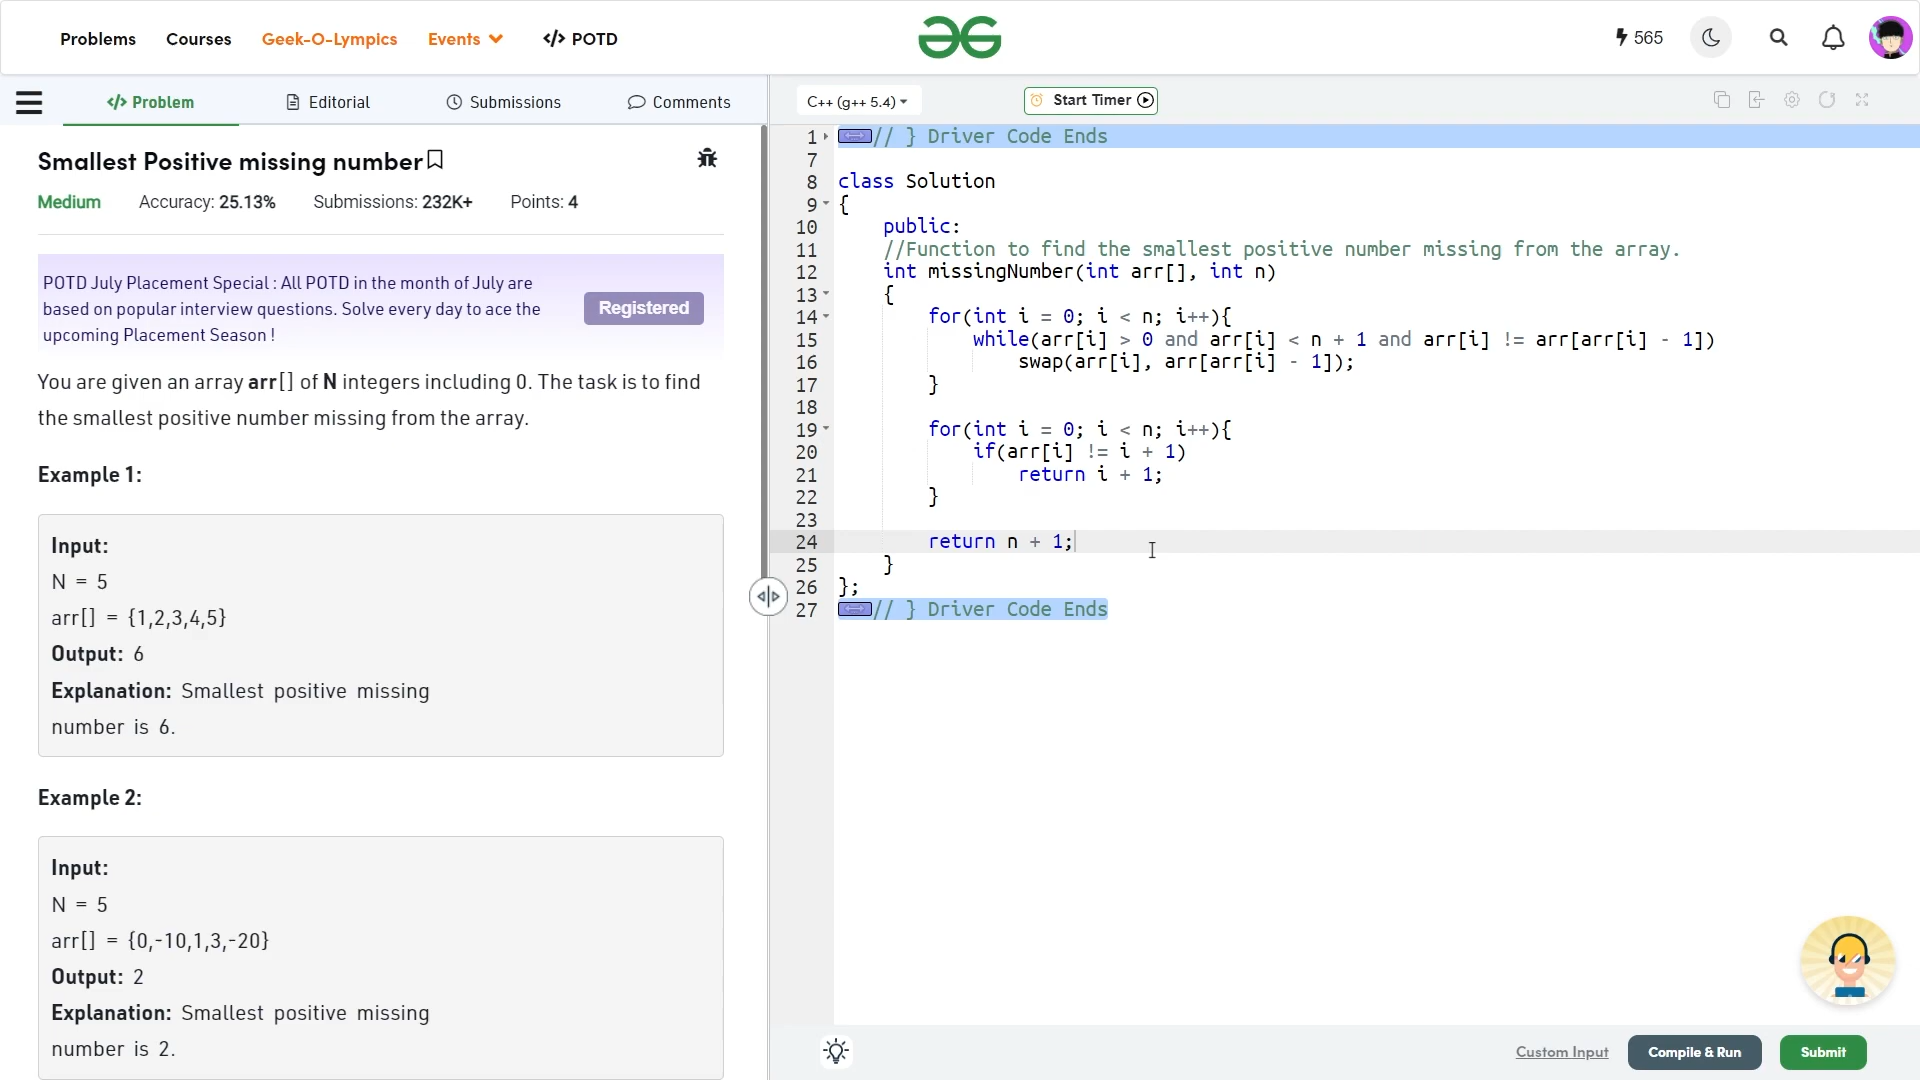 Problems Courses Geek-O-Lympics Events </> POTD 565
</> Problem Editorial Submissions Comments
Smallest Positive missing number
Medium Accuracy: 25.13% Submissions: 232K+ Points: 4
POTD July Placement Special : All POTD in the month of July are
based on popular interview questions. Solve every day to ace the
upcoming Placement Season !
Registered
You are given an array arr[] of N integers including 0. The task is to find
the smallest positive number missing from the array.
Example 1:
Input:
N = 5
arr[] = {1,2,3,4,5}
Output: 6
Explanation: Smallest positive missing
number is 6.
Example 2:
Input:
N = 5
arr[] = {0,-10,1,3,-20}
Output: 2
Explanation: Smallest positive missing
number is 2.
C++ (g++ 5.4) Start Timer
1 // } Driver Code Ends
7
8 class Solution
9 {
10 public:
11 //Function to find the smallest positive number missing from the array.
12 int missingNumber(int arr[], int n)
13 {
14 for(int i = 0; i < n; i++){
15 while(arr[i] > 0 and arr[i] < n + 1 and arr[i] != arr[arr[i] - 1])
16 swap(arr[i], arr[arr[i] - 1]);
17 }
18
19 for(int i = 0; i < n; i++){
20 if(arr[i] != i + 1)
21 return i + 1;
22 }
23
24 return n + 1;
25 }
26 };
27 // } Driver Code Ends
Custom Input Compile & Run Submit